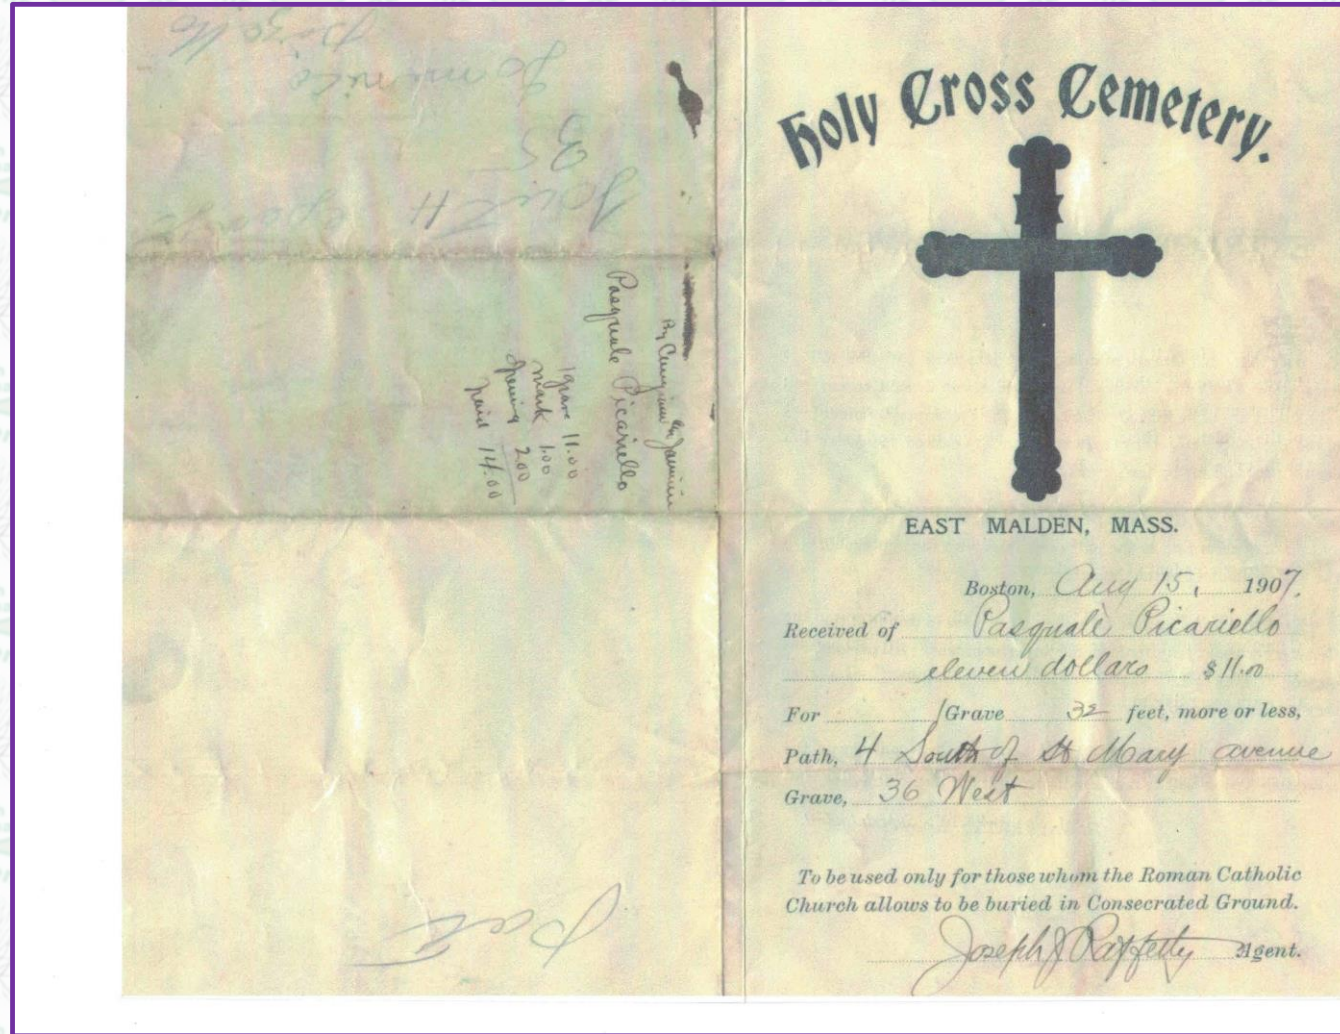 Holy Cross Cemetery.
EAST MALDEN, MASS.
Boston, Aug 15, 1907.
Received of Pasquale Picariello
eleven dollars $11.00
For 1 Grave 32 feet, more or less,
Path, 4 South of St Mary avenue
Grave, 36 West
To be used only for those whom the Roman Catholic
Church allows to be buried in Consecrated Ground.
Joseph J Rafferty Agent.
Pasquale Picariello
1 grave 11.00
mark 1.00
Opening 2.00
Paid 14.00